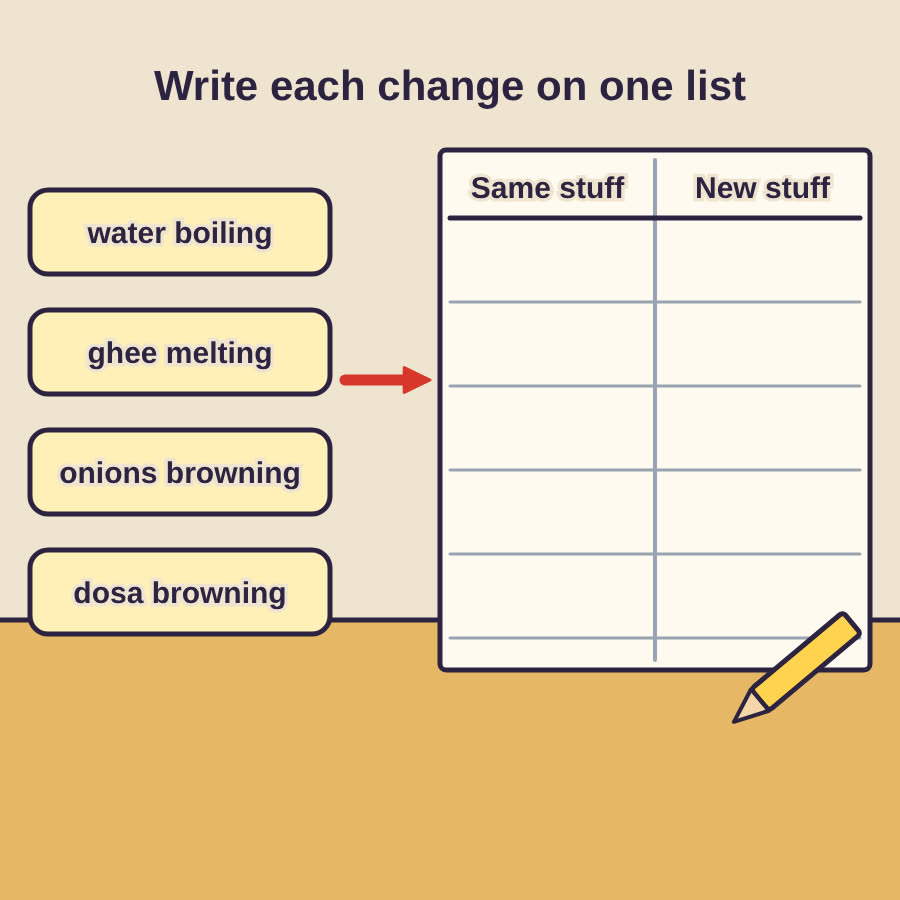 Write each change on one list
Same stuff
New stuff
water boiling
ghee melting
onions browning
dosa browning